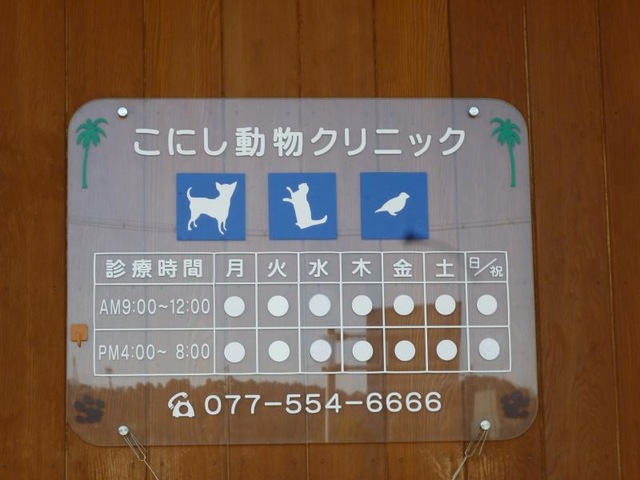 こにし動物クリニック
診療時間 月 火 水 木 金 土 日/祝
AM9:00~12:00 ● ● ● ● ● ● ●
PM4:00~ 8:00 ● ● ● ● ● ● ●
077-554-6666